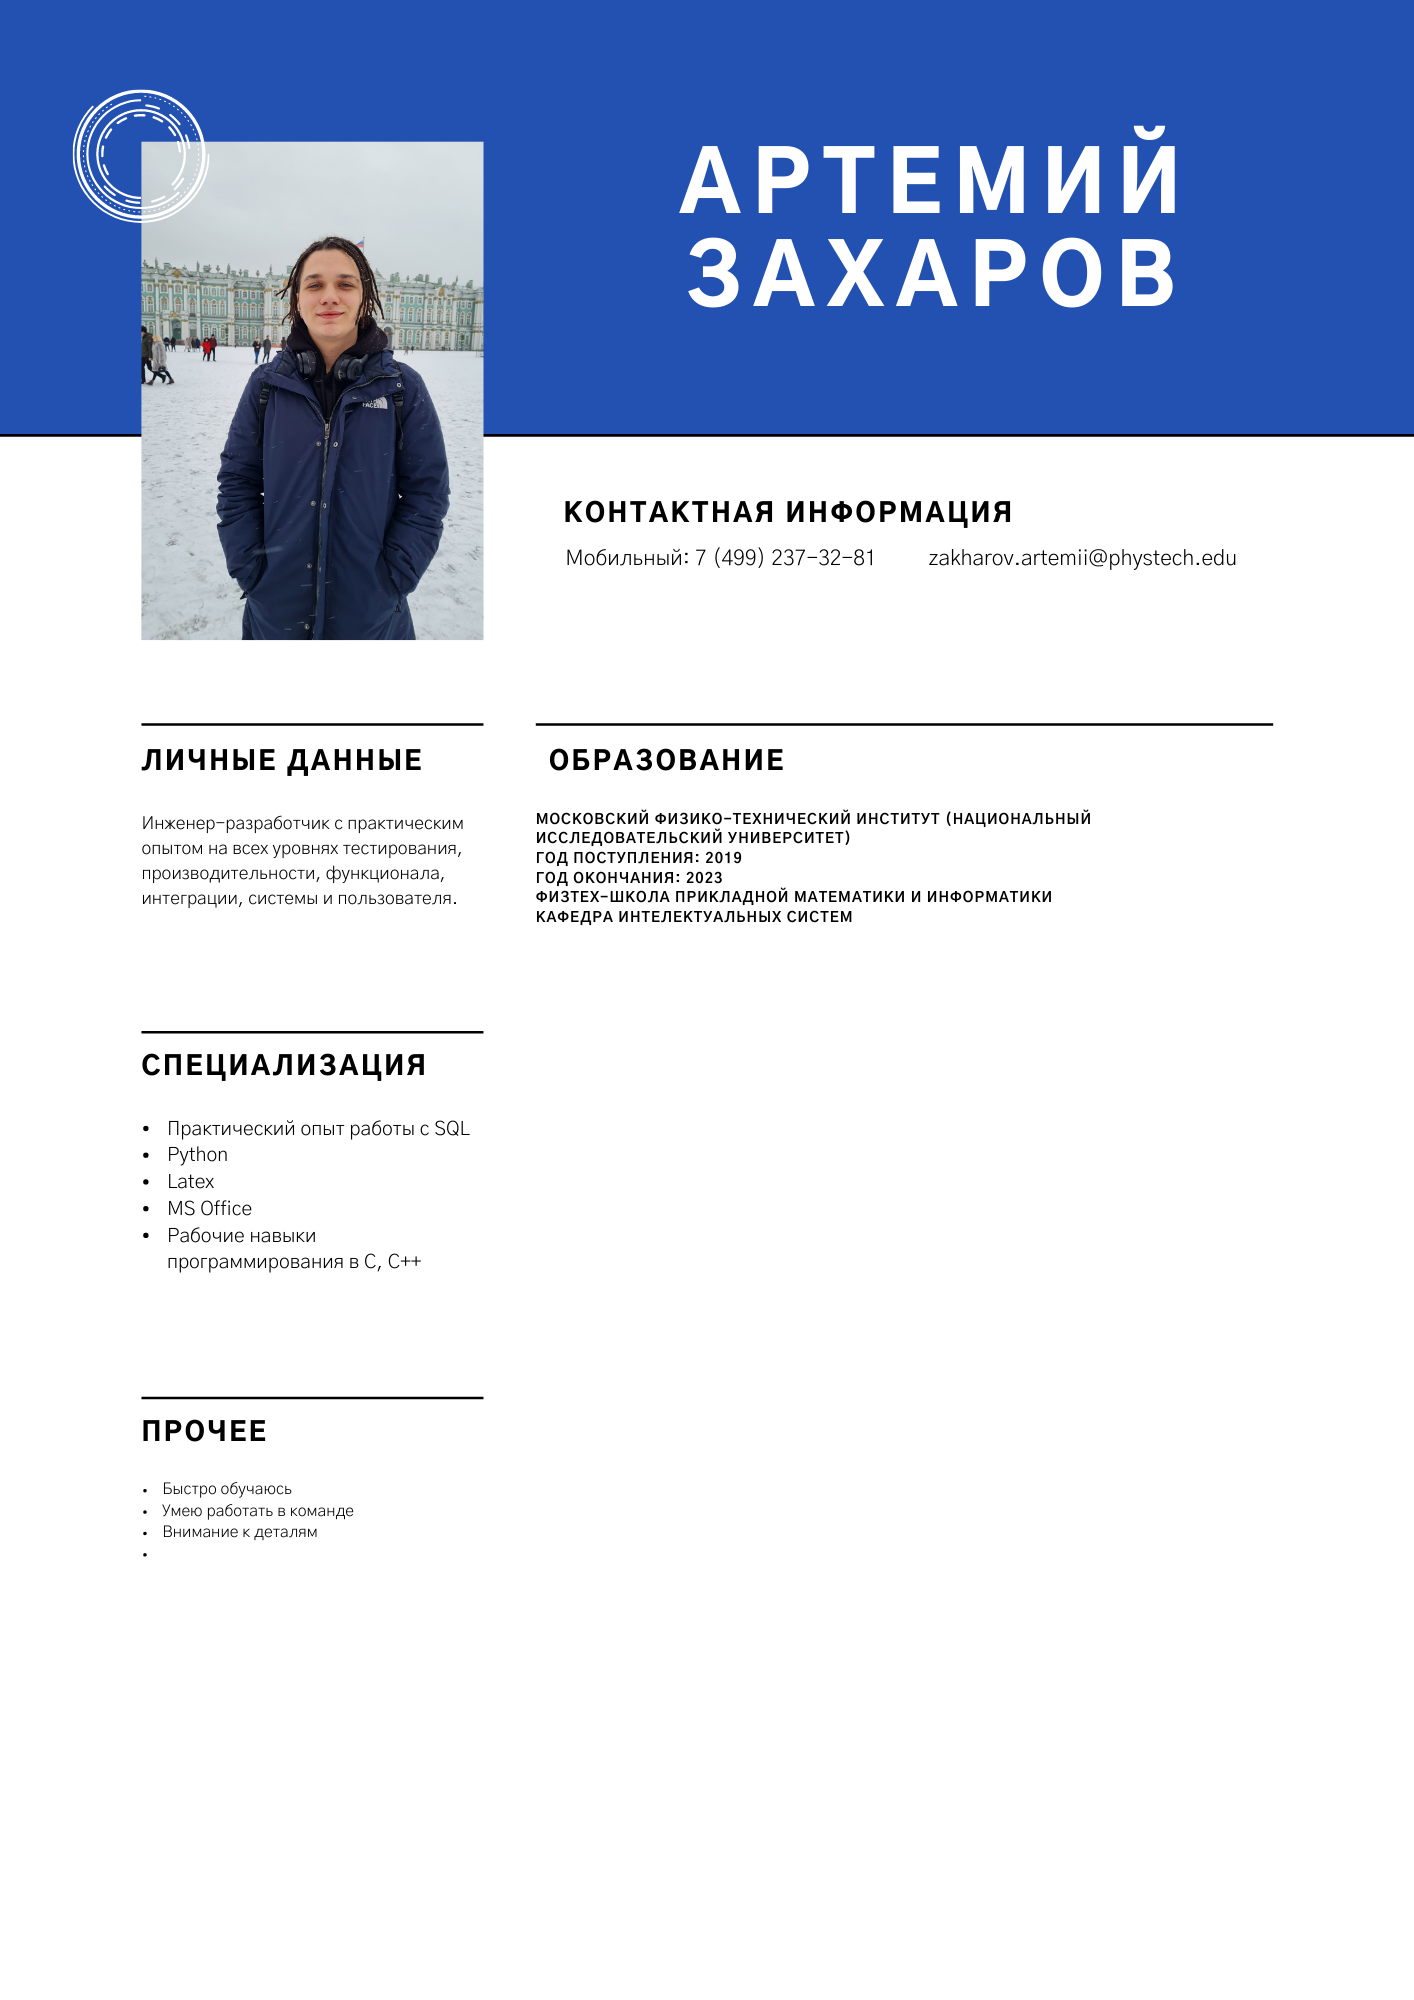 АРТЕМИЙ
ЗАХАРОВ
КОНТАКТНАЯ ИНФОРМАЦИЯ
Мобильный: 7 (499) 237-32-81 zakharov.artemii@phystech.edu
ЛИЧНЫЕ ДАННЫЕ
Инженер-разработчик с практическим
опытом на всех уровнях тестирования,
производительности, функционала,
интеграции, системы и пользователя.
ОБРАЗОВАНИЕ
МОСКОВСКИЙ ФИЗИКО-ТЕХНИЧЕСКИЙ ИНСТИТУТ (НАЦИОНАЛЬНЫЙ
ИССЛЕДОВАТЕЛЬСКИЙ УНИВЕРСИТЕТ)
ГОД ПОСТУПЛЕНИЯ: 2019
ГОД ОКОНЧАНИЯ: 2023
ФИЗТЕХ-ШКОЛА ПРИКЛАДНОЙ МАТЕМАТИКИ И ИНФОРМАТИКИ
КАФЕДРА ИНТЕЛЕКТУАЛЬНЫХ СИСТЕМ
СПЕЦИАЛИЗАЦИЯ
• Практический опыт работы с SQL
• Python
• Latex
• MS Office
• Рабочие навыки
программирования в С, С++
ПРОЧЕЕ
• Быстро обучаюсь
• Умею работать в команде
• Внимание к деталям
•